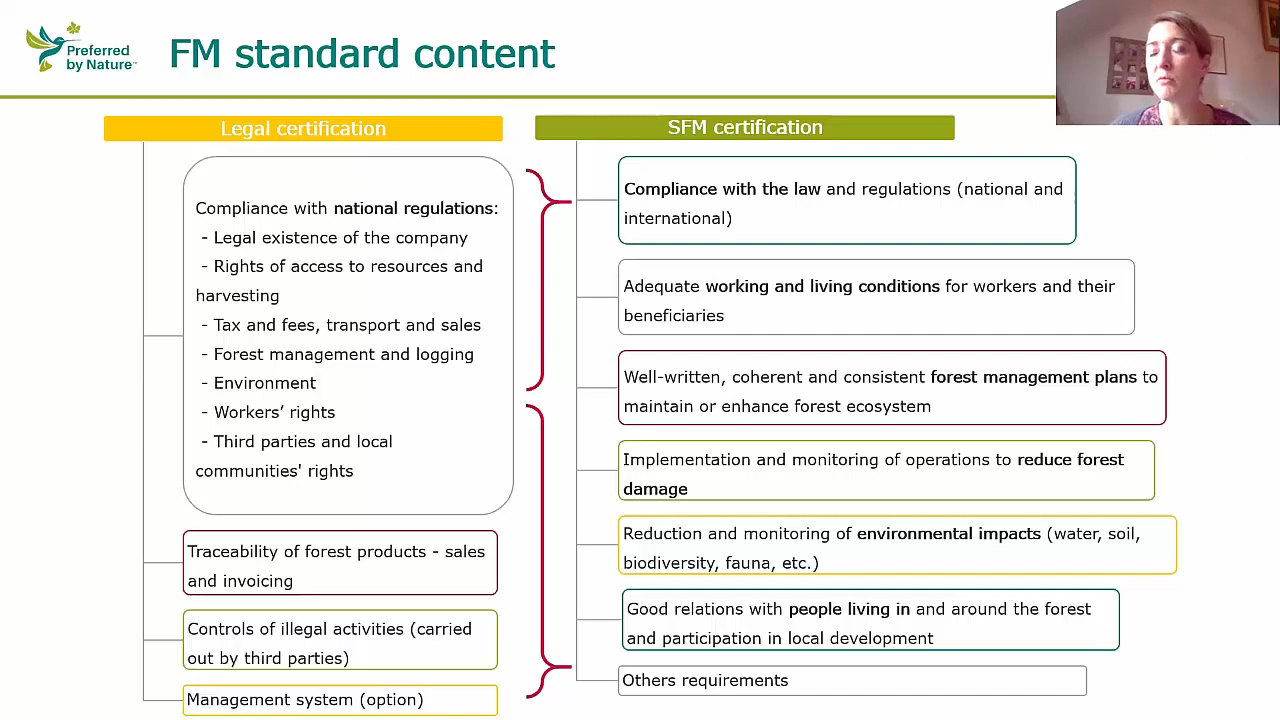 Preferred
by Nature™
FM standard content
Legal certification
Compliance with national regulations:
- Legal existence of the company
- Rights of access to resources and
harvesting
- Tax and fees, transport and sales
- Forest management and logging
- Environment
- Workers’ rights
- Third parties and local
communities' rights
Traceability of forest products - sales
and invoicing
Controls of illegal activities (carried
out by third parties)
Management system (option)
SFM certification
Compliance with the law and regulations (national and
international)
Adequate working and living conditions for workers and their
beneficiaries
Well-written, coherent and consistent forest management plans to
maintain or enhance forest ecosystem
Implementation and monitoring of operations to reduce forest
damage
Reduction and monitoring of environmental impacts (water, soil,
biodiversity, fauna, etc.)
Good relations with people living in and around the forest
and participation in local development
Others requirements